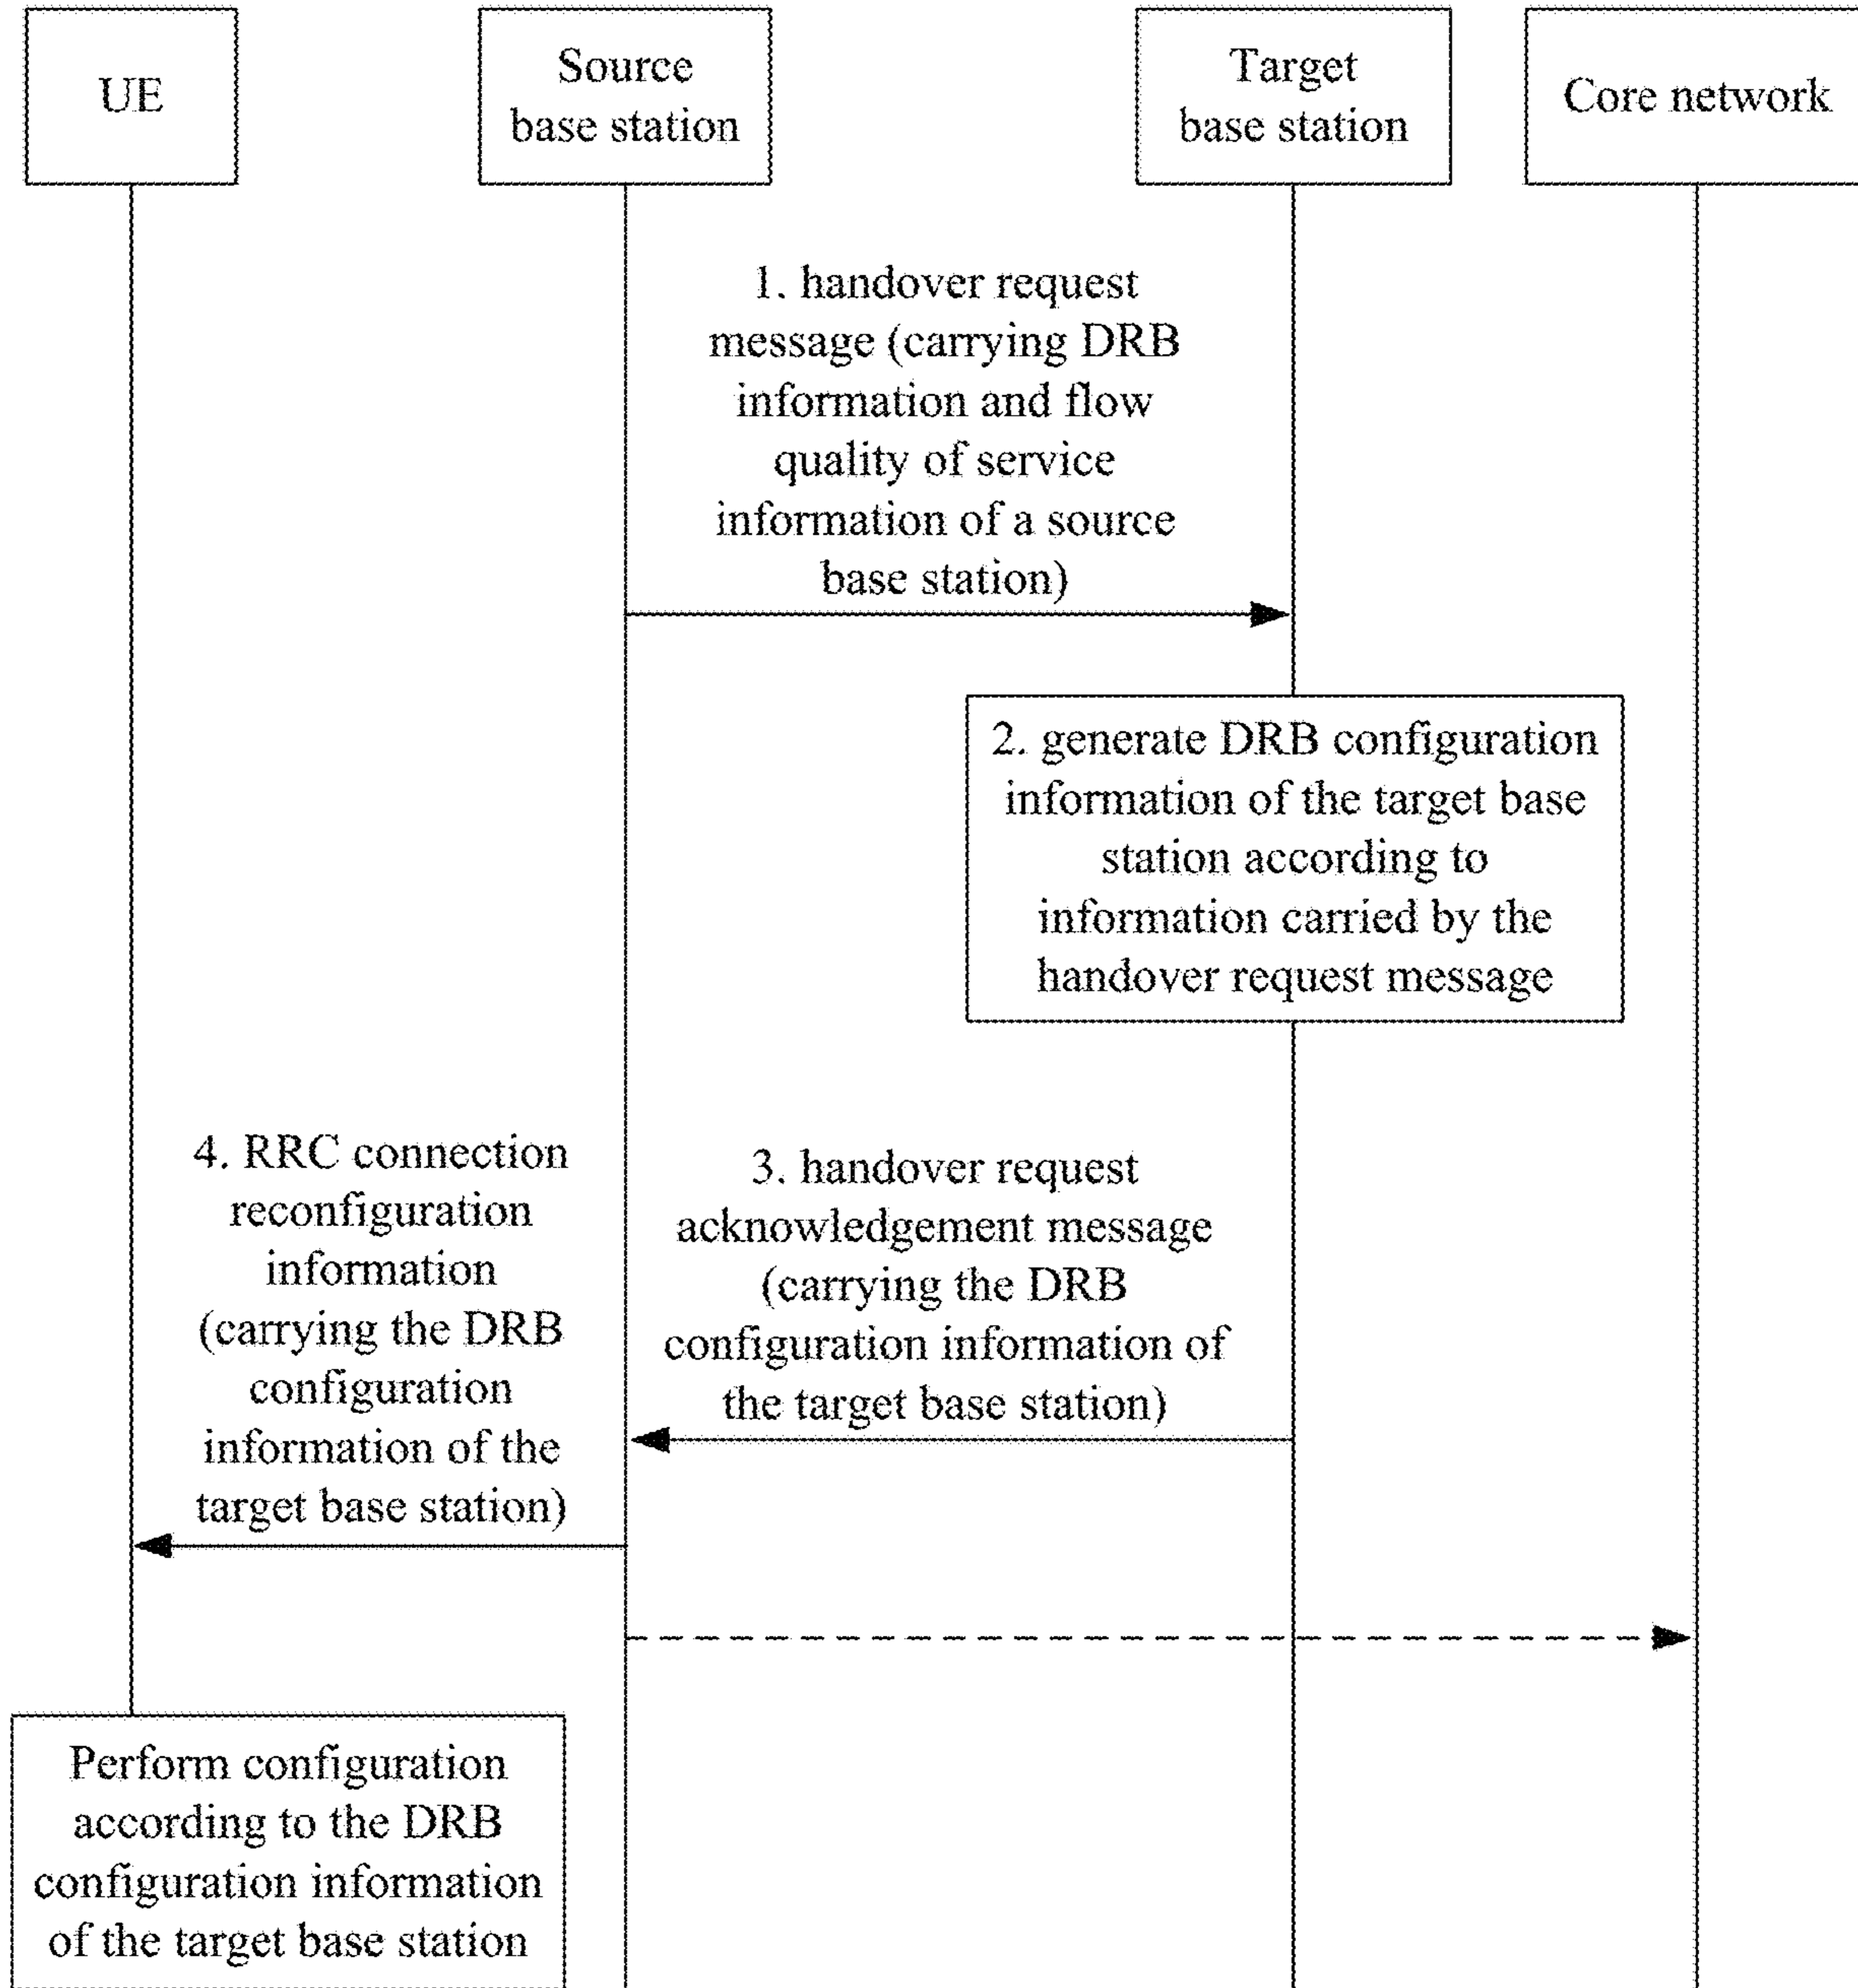 UE
Source
base station
Target
base station
Core network
1. handover request
message (carrying DRB
information and flow
quality of service
information of a source
base station)
2. generate DRB configuration
information of the target base
station according to
information carried by the
handover request message
4. RRC connection
reconfiguration
information
(carrying the DRB
configuration
information of the
target base station)
3. handover request
acknowledgement message
(carrying the DRB
configuration information of
the target base station)
Perform configuration
according to the DRB
configuration information
of the target base station